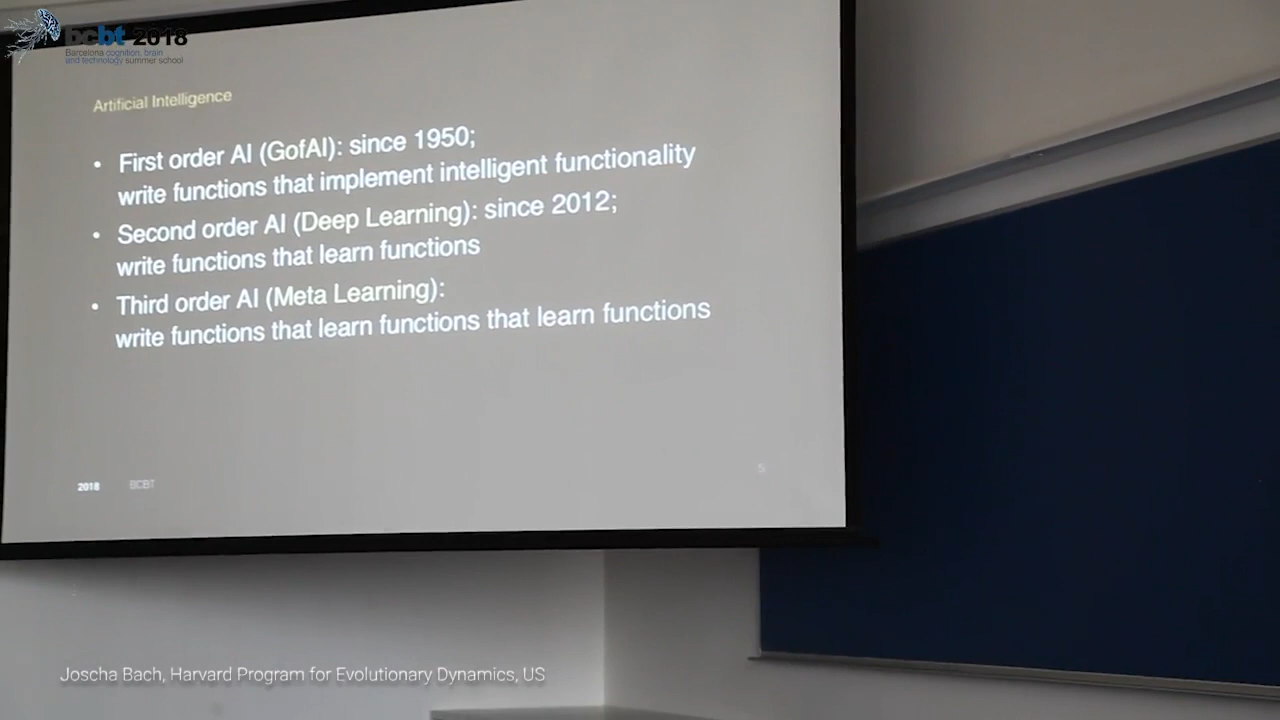 bcbt 2018
Barcelona cognition, brain
and technology summer school
Artificial Intelligence
• First order AI (GofAI): since 1950;
write functions that implement intelligent functionality
• Second order AI (Deep Learning): since 2012;
write functions that learn functions
• Third order AI (Meta Learning):
write functions that learn functions that learn functions
2018 BCBT 5
Joscha Bach, Harvard Program for Evolutionary Dynamics, US